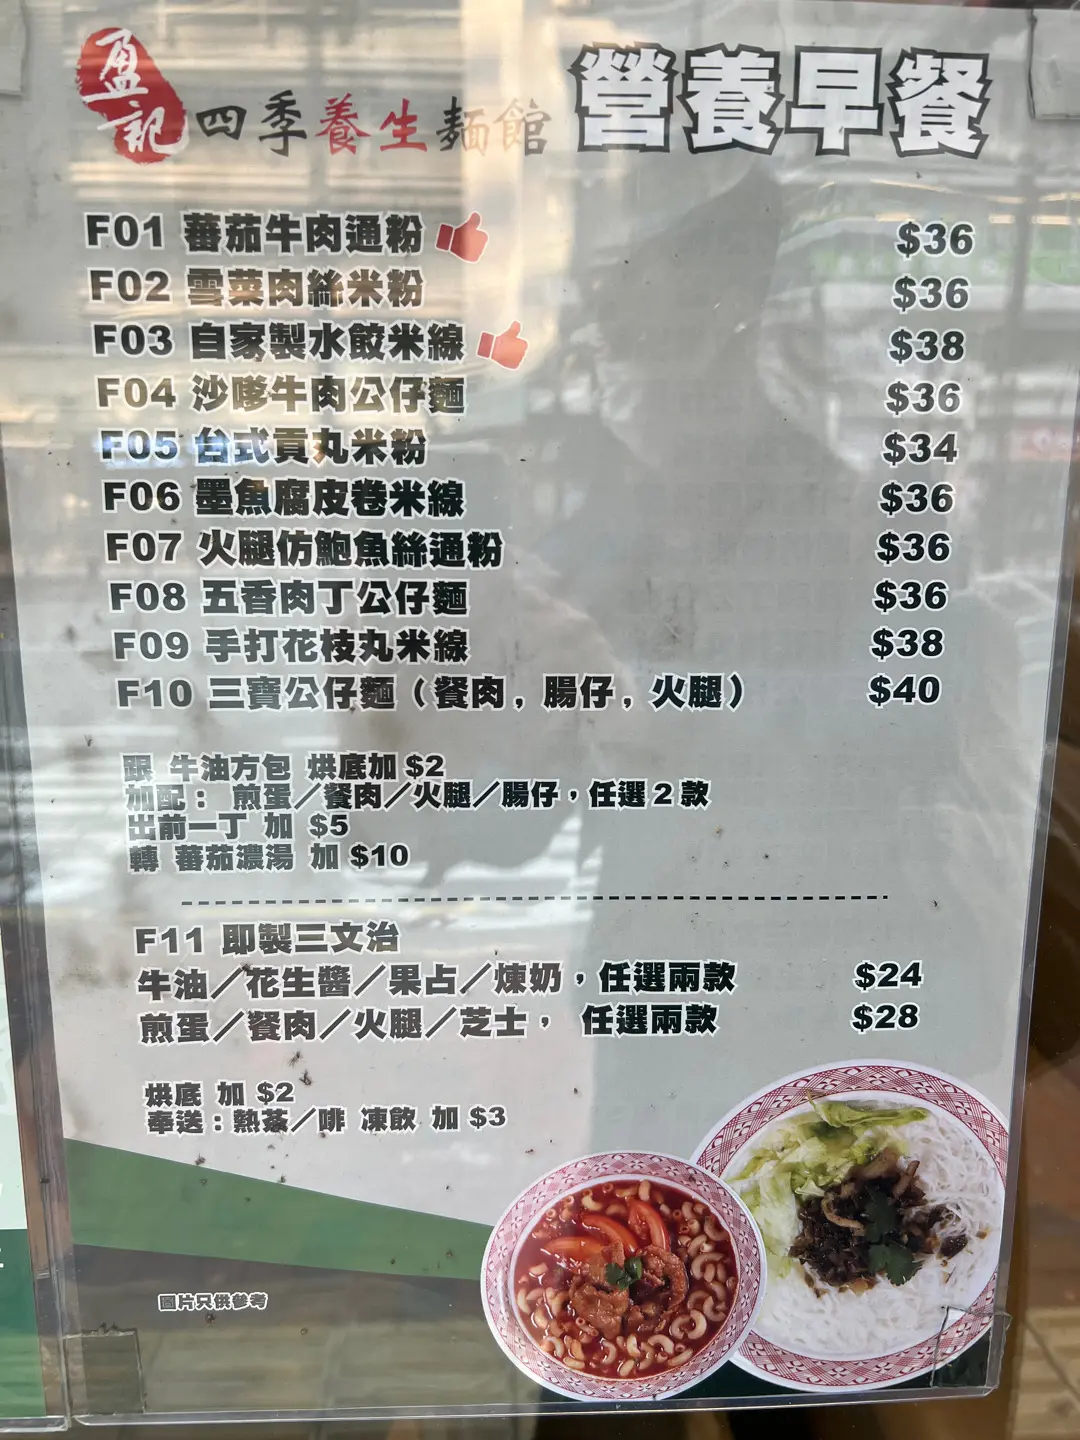 盈記 四季養生麵館 營養早餐
F01 蕃茄牛肉通粉 $36
F02 雪菜肉絲米粉 $36
F03 自家製水餃米線 $38
F04 沙嗲牛肉公仔麵 $36
F05 台式貢丸米粉 $34
F06 墨魚腐皮卷米線 $36
F07 火腿仿鮑魚絲通粉 $36
F08 五香肉丁公仔麵 $36
F09 手打花枝丸米線 $38
F10 三寶公仔麵（餐肉，腸仔，火腿） $40
跟 牛油方包 烘底加 $2
加配： 煎蛋／餐肉／火腿／腸仔，任選2款
出前一丁 加 $5
轉 蕃茄濃湯 加 $10
F11 即製三文治
牛油／花生醬／果占／煉奶，任選兩款 $24
煎蛋／餐肉／火腿／芝士， 任選兩款 $28
烘底 加 $2
奉送：熱茶／啡 凍飲 加 $3
圖片只供參考